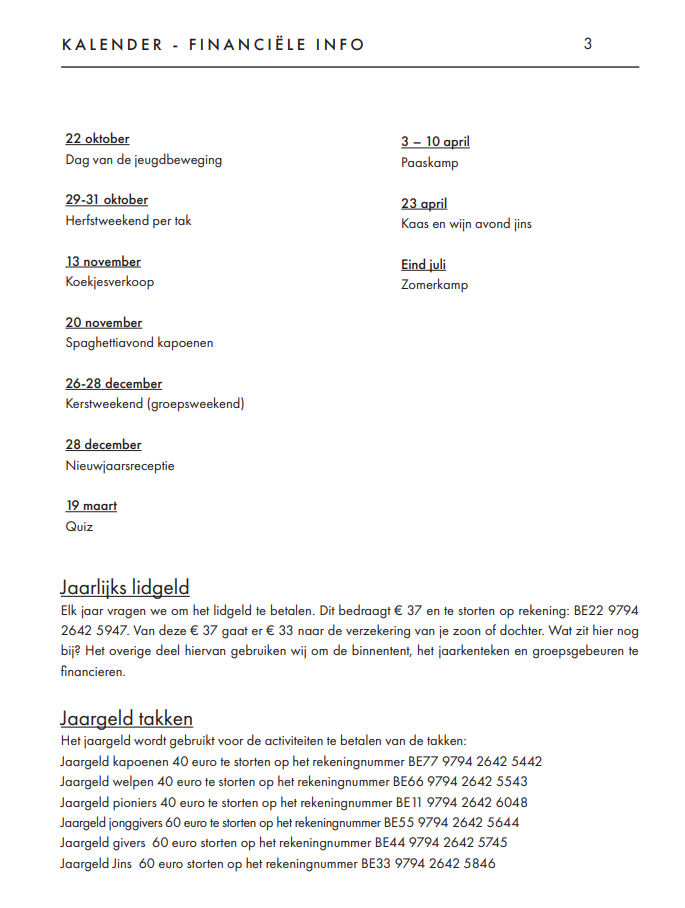 KALENDER - FINANCIËLE INFO
3
22 oktober
Dag van de jeugdbeweging
29-31 oktober
Herfstweekend per tak
13 november
Koekjesverkoop
20 november
Spaghettiavond kapoenen
26-28 december
Kerstweekend (groepsweekend)
28 december
Nieuwjaarsreceptie
19 maart
Quiz
3 – 10 april
Paaskamp
23 april
Kaas en wijn avond jins
Eind juli
Zomerkamp
Jaarlijks lidgeld
Elk jaar vragen we om het lidgeld te betalen. Dit bedraagt € 37 en te storten op rekening: BE22 9794
2642 5947. Van deze € 37 gaat er € 33 naar de verzekering van je zoon of dochter. Wat zit hier nog
bij? Het overige deel hiervan gebruiken wij om de binnentent, het jaarkenteken en groepsgebeuren te
financieren.
Jaargeld takken
Het jaargeld wordt gebruikt voor de activiteiten te betalen van de takken:
Jaargeld kapoenen 40 euro te storten op het rekeningnummer BE77 9794 2642 5442
Jaargeld welpen 40 euro te storten op het rekeningnummer BE66 9794 2642 5543
Jaargeld pioniers 40 euro te storten op het rekeningnummer BE11 9794 2642 6048
Jaargeld jonggivers 60 euro te storten op het rekeningnummer BE55 9794 2642 5644
Jaargeld givers  60 euro storten op het rekeningnummer BE44 9794 2642 5745
Jaargeld Jins  60 euro storten op het rekeningnummer BE33 9794 2642 5846